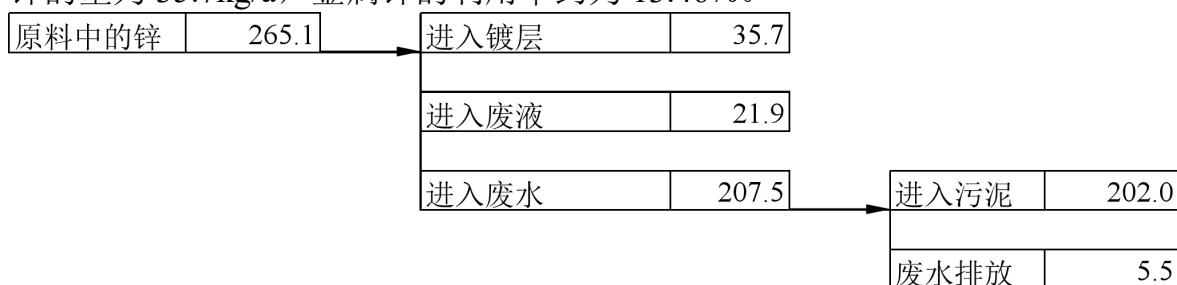 原料中的锌 265.1 进入镀层 35.7
进入废液 21.9
进入废水 207.5 进入污泥 202.0
废水排放 5.5